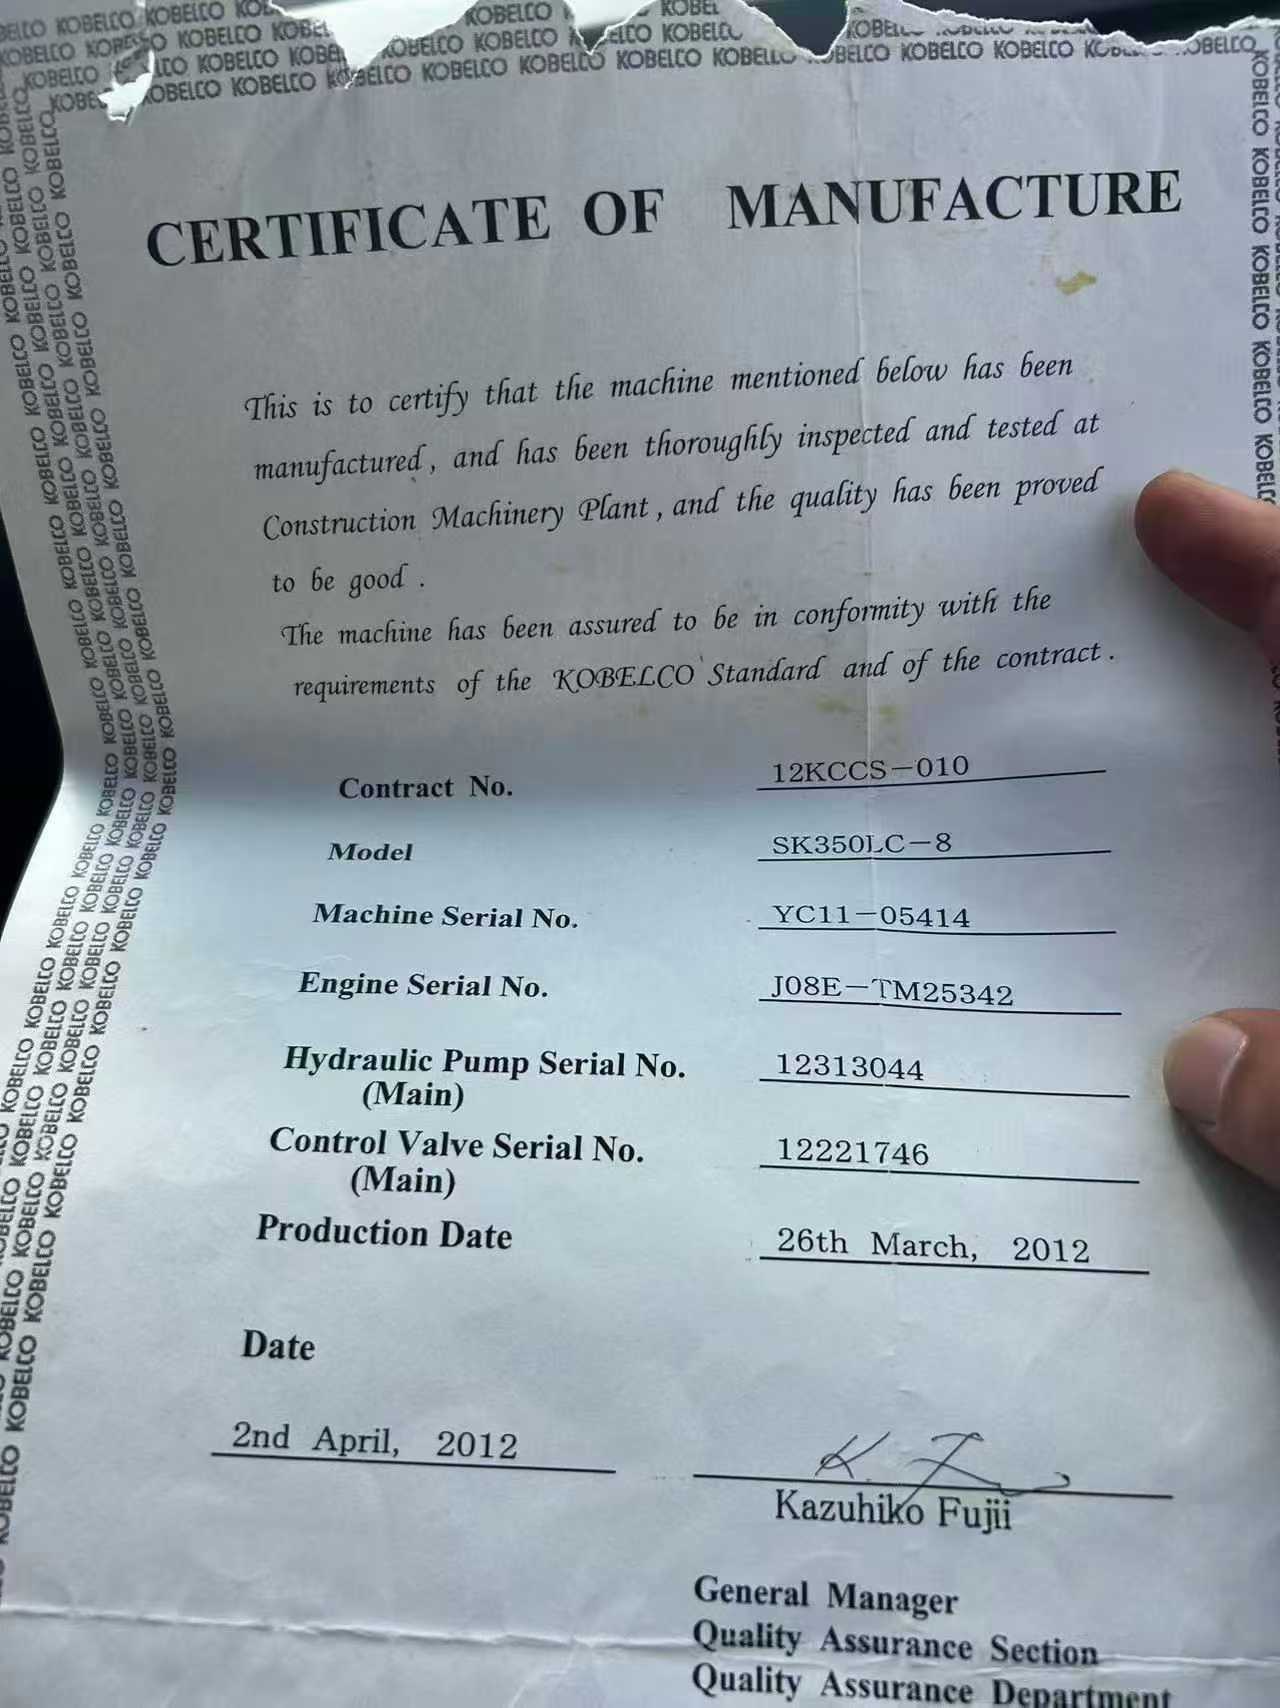 KOBELCO KOBELCO KOBELCO KOBELCO KOBELCO
CERTIFICATE OF MANUFACTURE
This is to certify that the machine mentioned below has been
manufactured, and has been thoroughly inspected and tested at
Construction Machinery Plant, and the quality has been proved
to be good.
The machine has been assured to be in conformity with the
requirements of the KOBELCO Standard and of the contract.
Contract No. 12KCCS-010
Model SK350LC-8
Machine Serial No. YC11-05414
Engine Serial No. J08E-TM25342
Hydraulic Pump Serial No. 12313044
(Main)
Control Valve Serial No. 12221746
(Main)
Production Date 26th March, 2012
Date
2nd April, 2012
Kazuhiko Fujii
General Manager
Quality Assurance Section
Quality Assurance Department